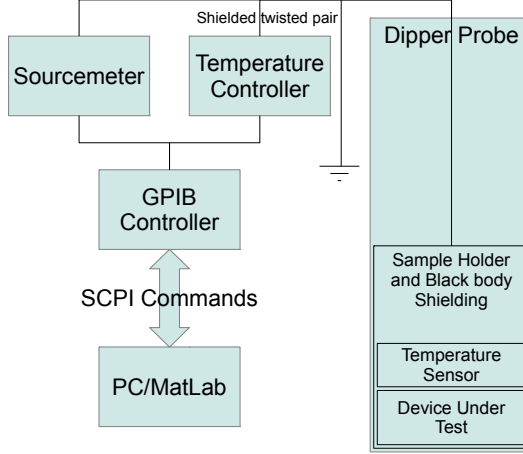 Shielded twisted pair
Dipper Probe
Sourcemeter
Temperature
Controller
GPIB
Controller
SCPI Commands
PC/MatLab
Sample Holder
and Black body
Shielding
Temperature
Sensor
Device Under
Test